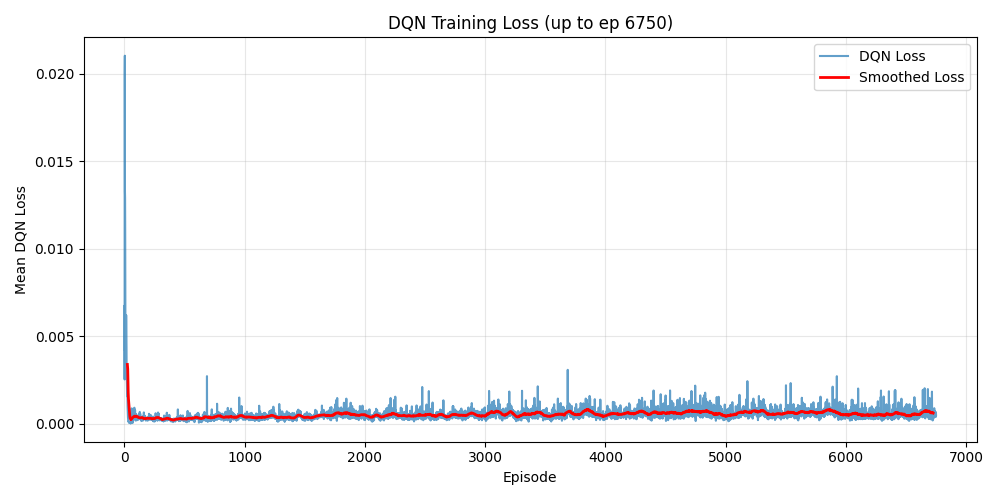 DQN Training Loss (up to ep 6750)
DQN Loss
Smoothed Loss
Mean DQN Loss
0.020
0.015
0.010
0.005
0.000
0
1000
2000
3000
4000
5000
6000
7000
Episode